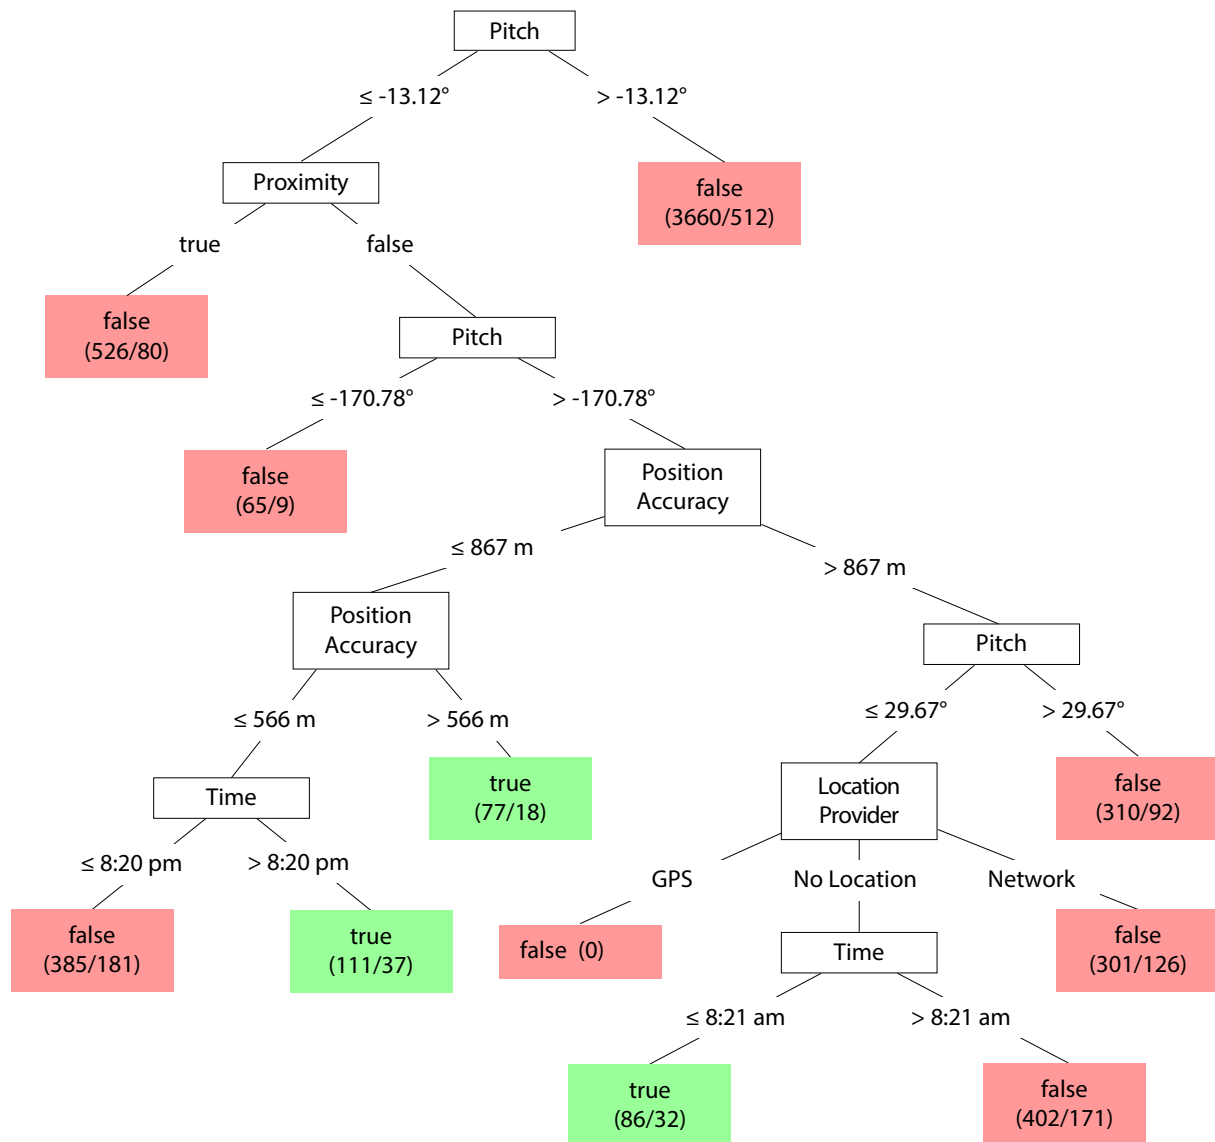 Pitch
≤ -13.12°
> -13.12°
Proximity
false
(3660/512)
true
false
false
(526/80)
Pitch
≤ -170.78°
> -170.78°
false
(65/9)
Position
Accuracy
≤ 867 m
> 867 m
Position
Accuracy
Pitch
≤ 566 m
> 566 m
≤ 29.67°
> 29.67°
Time
true
(77/18)
Location
Provider
false
(310/92)
≤ 8:20 pm
> 8:20 pm
GPS
No Location
Network
false
(385/181)
true
(111/37)
false (0)
Time
false
(301/126)
≤ 8:21 am
> 8:21 am
true
(86/32)
false
(402/171)